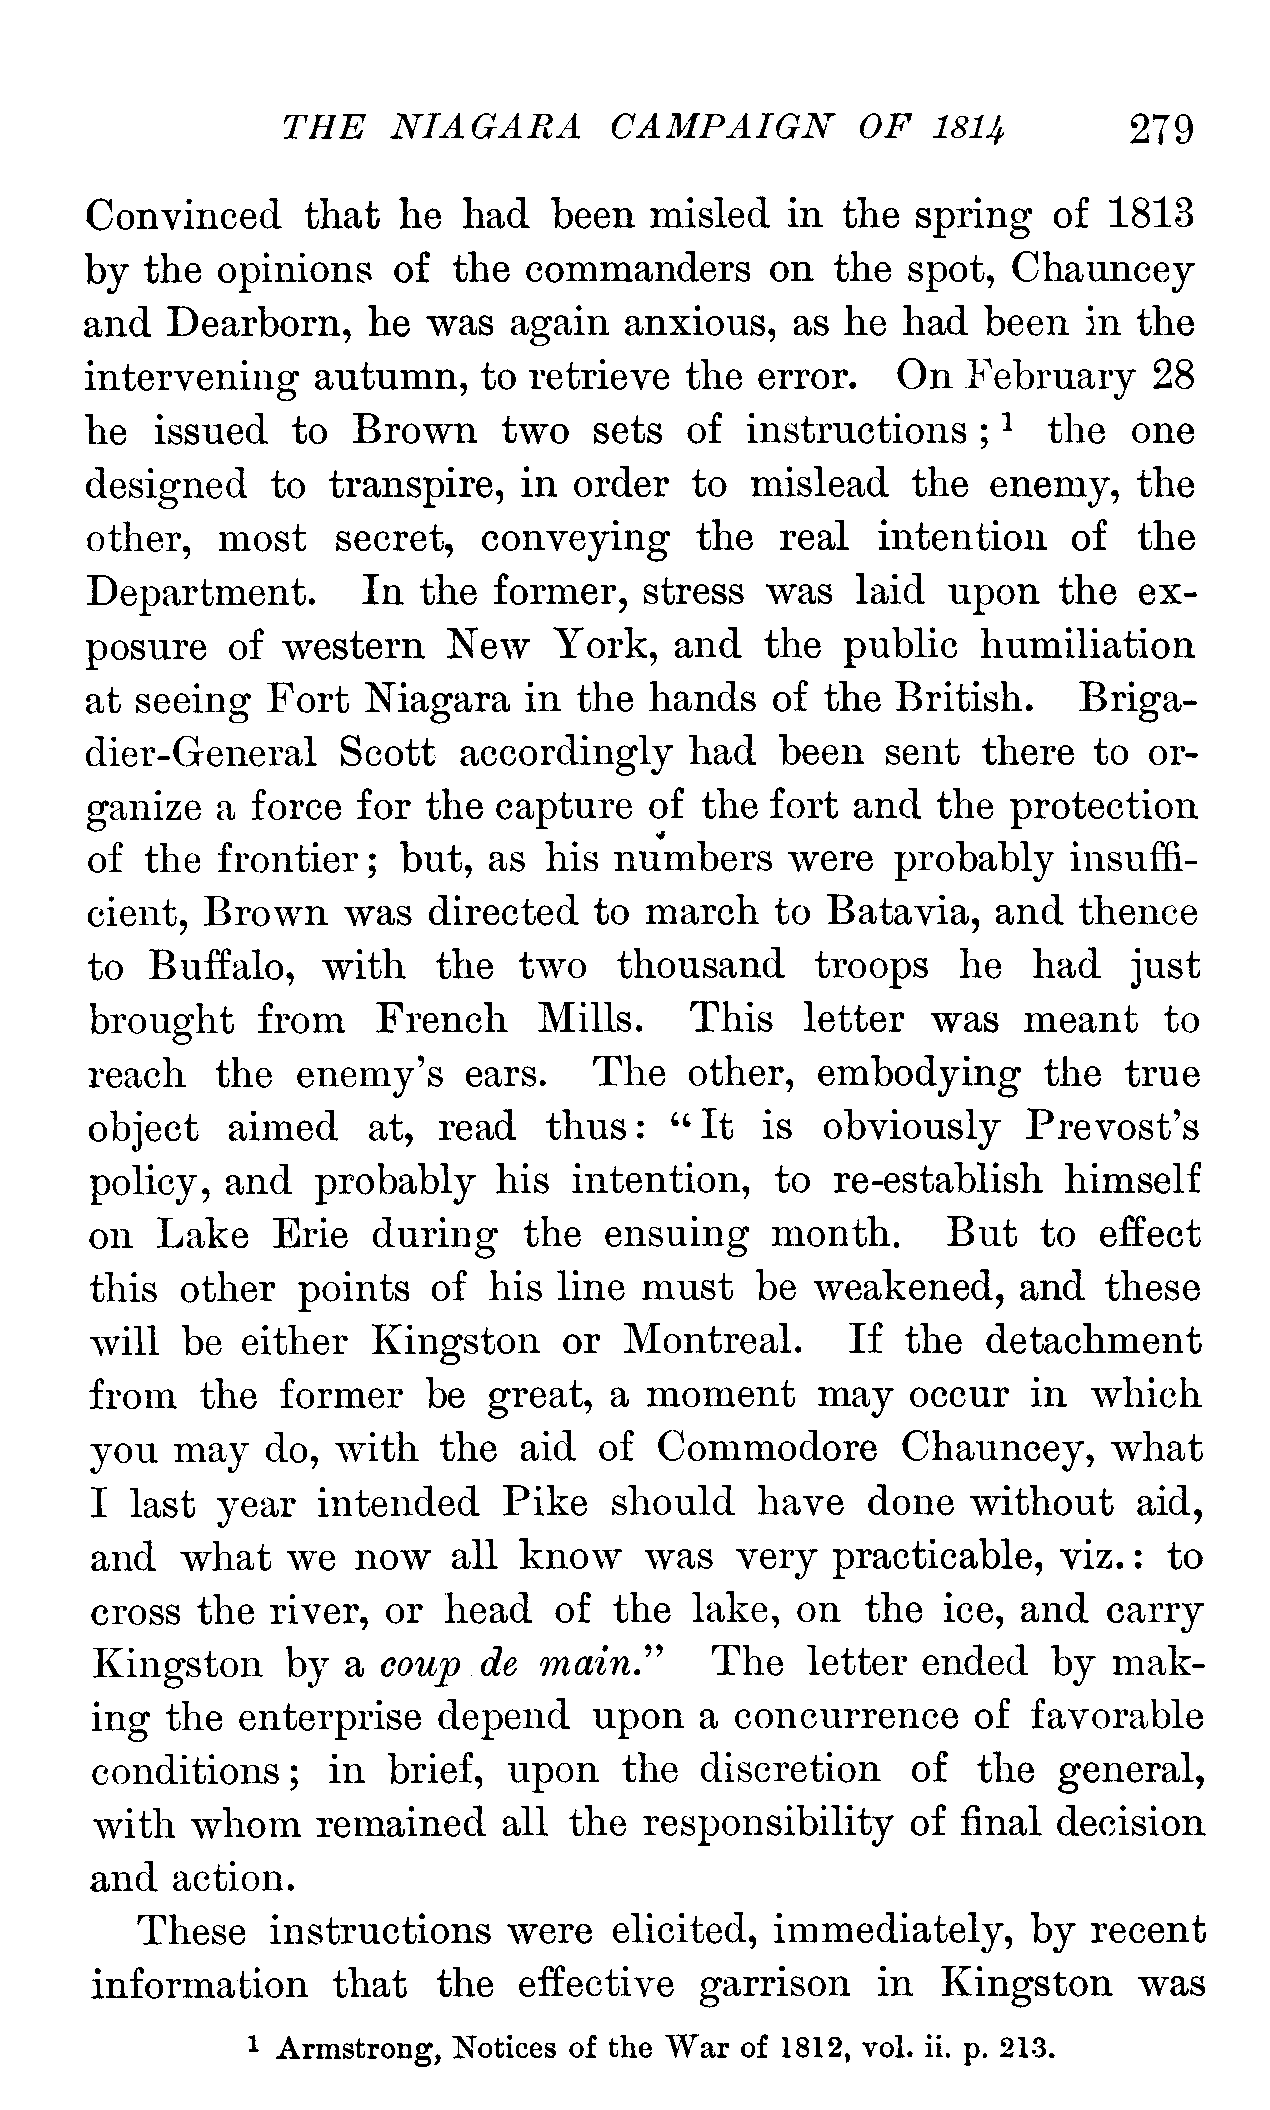 THE NIAGARA CAMPAIGN OF 1814 279
Convinced that he had been misled in the spring of 1813
by the opinions of the commanders on the spot, Chauncey
and Dearborn, he was again anxious, as he had been in the
intervening autumn, to retrieve the error. On February 28
he issued to Brown two sets of instructions ; ¹ the one
designed to transpire, in order to mislead the enemy, the
other, most secret, conveying the real intention of the
Department. In the former, stress was laid upon the ex-
posure of western New York, and the public humiliation
at seeing Fort Niagara in the hands of the British. Briga-
dier-General Scott accordingly had been sent there to or-
ganize a force for the capture of the fort and the protection
of the frontier; but, as his numbers were probably insuffi-
cient, Brown was directed to march to Batavia, and thence
to Buffalo, with the two thousand troops he had just
brought from French Mills. This letter was meant to
reach the enemy's ears. The other, embodying the true
object aimed at, read thus: "It is obviously Prevost's
policy, and probably his intention, to re-establish himself
on Lake Erie during the ensuing month. But to effect
this other points of his line must be weakened, and these
will be either Kingston or Montreal. If the detachment
from the former be great, a moment may occur in which
you may do, with the aid of Commodore Chauncey, what
I last year intended Pike should have done without aid,
and what we now all know was very practicable, viz.: to
cross the river, or head of the lake, on the ice, and carry
Kingston by a coup de main." The letter ended by mak-
ing the enterprise depend upon a concurrence of favorable
conditions; in brief, upon the discretion of the general,
with whom remained all the responsibility of final decision
and action.
These instructions were elicited, immediately, by recent
information that the effective garrison in Kingston was
¹ Armstrong, Notices of the War of 1812, vol. ii. p. 213.